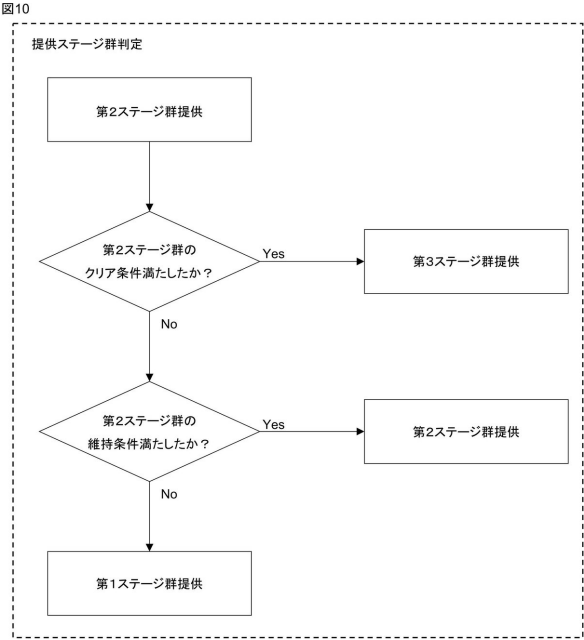 図10
提供ステージ群判定
第2ステージ群提供
第2ステージ群の
クリア条件満たしたか？
Yes
第3ステージ群提供
No
第2ステージ群の
維持条件満たしたか？
Yes
第2ステージ群提供
No
第1ステージ群提供